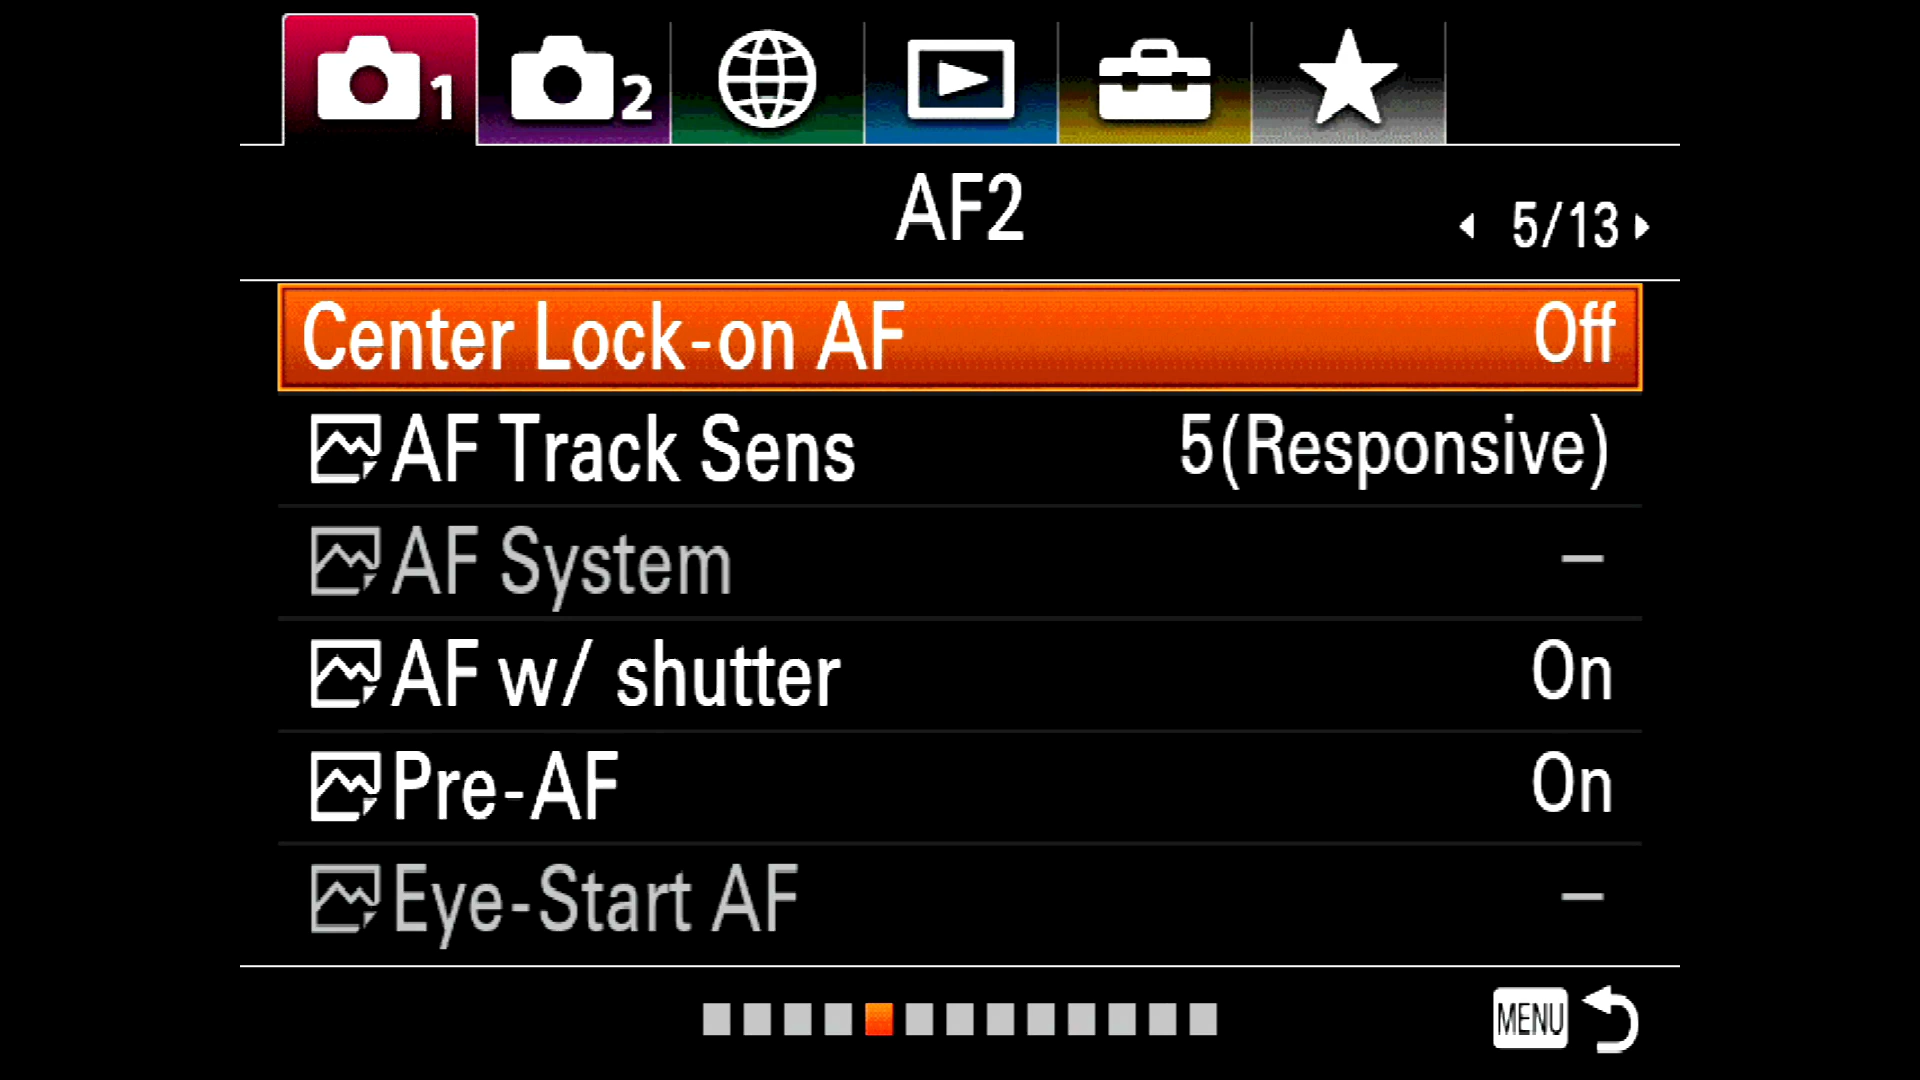 1 2
AF2
5/13
Center Lock-on AF Off
AF Track Sens 5(Responsive)
AF System –
AF w/ shutter On
Pre-AF On
Eye-Start AF –
MENU